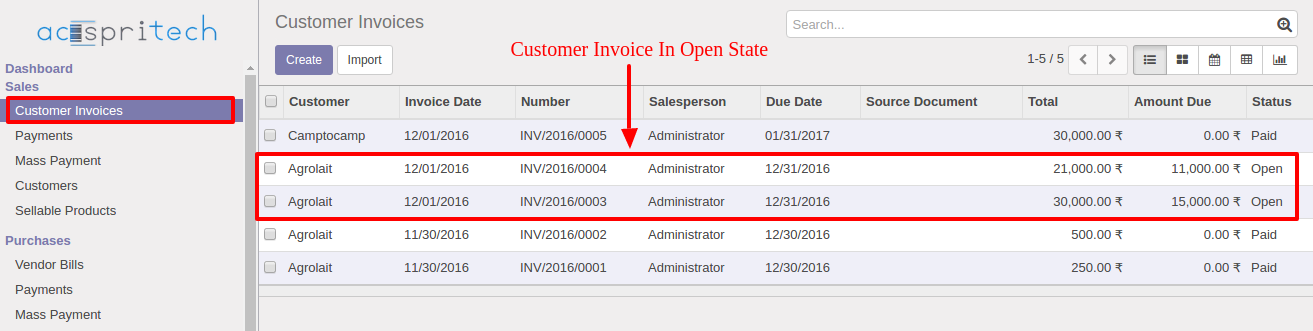 acespritech
Dashboard
Sales
Customer Invoices
Payments
Mass Payment
Customers
Sellable Products
Purchases
Vendor Bills
Payments
Mass Payment
Customer Invoices
Search...
Customer Invoice In Open State
Create Import
1-5 / 5
Customer Invoice Date Number Salesperson Due Date Source Document Total Amount Due Status
Camptocamp 12/01/2016 INV/2016/0005 Administrator 01/31/2017 30,000.00 ₹ 0.00 ₹ Paid
Agrolait 12/01/2016 INV/2016/0004 Administrator 12/31/2016 21,000.00 ₹ 11,000.00 ₹ Open
Agrolait 12/01/2016 INV/2016/0003 Administrator 12/31/2016 30,000.00 ₹ 15,000.00 ₹ Open
Agrolait 11/30/2016 INV/2016/0002 Administrator 12/30/2016 500.00 ₹ 0.00 ₹ Paid
Agrolait 11/30/2016 INV/2016/0001 Administrator 12/30/2016 250.00 ₹ 0.00 ₹ Paid